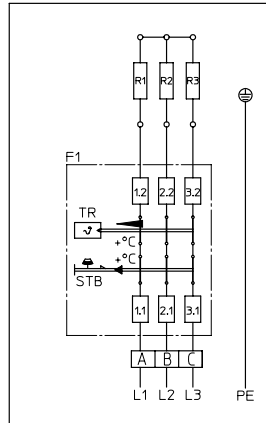 R1 R2 R3
F1
1.2 2.2 3.2
TR
+°C
+°C
STB
1.1 2.1 3.1
A B C
L1 L2 L3 PE